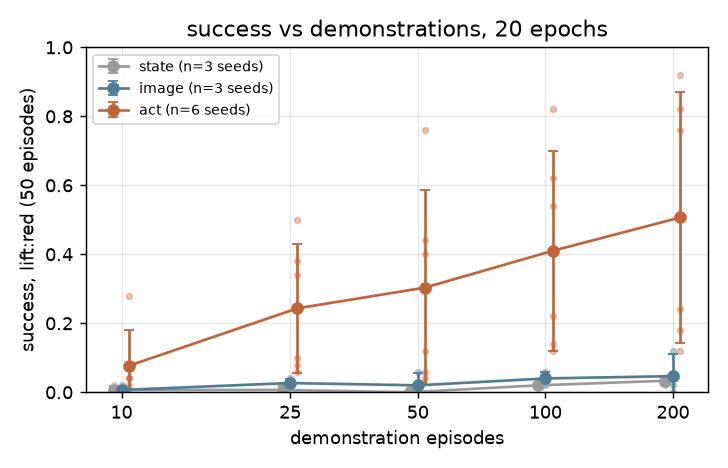 success vs demonstrations, 20 epochs
1.0
0.8
0.6
0.4
0.2
0.0
success, lift:red (50 episodes)
state (n=3 seeds)
image (n=3 seeds)
act (n=6 seeds)
10
25
50
100
200
demonstration episodes